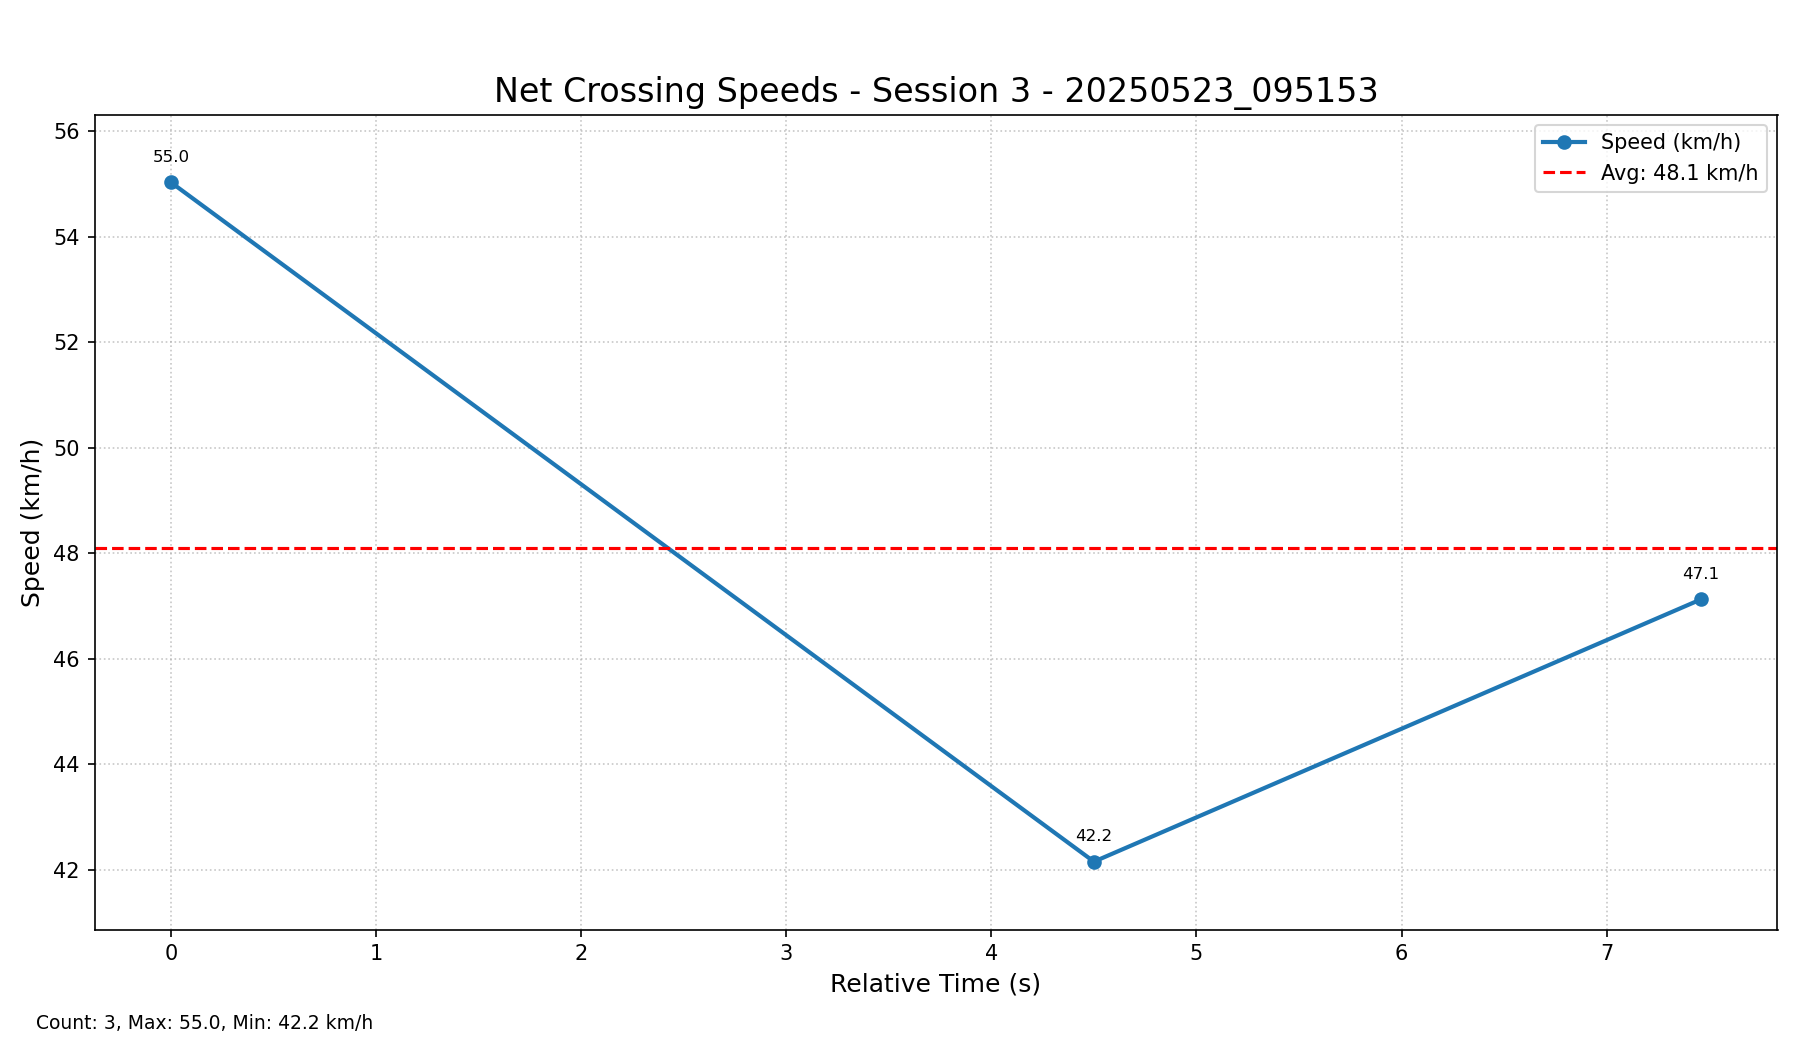 Net Crossing Speeds - Session 3 - 20250523_095153
Speed (km/h)
Avg: 48.1 km/h
56
54
52
50
48
46
44
42
Speed (km/h)
55.0
42.2
47.1
0 1 2 3 4 5 6 7
Relative Time (s)
Count: 3, Max: 55.0, Min: 42.2 km/h